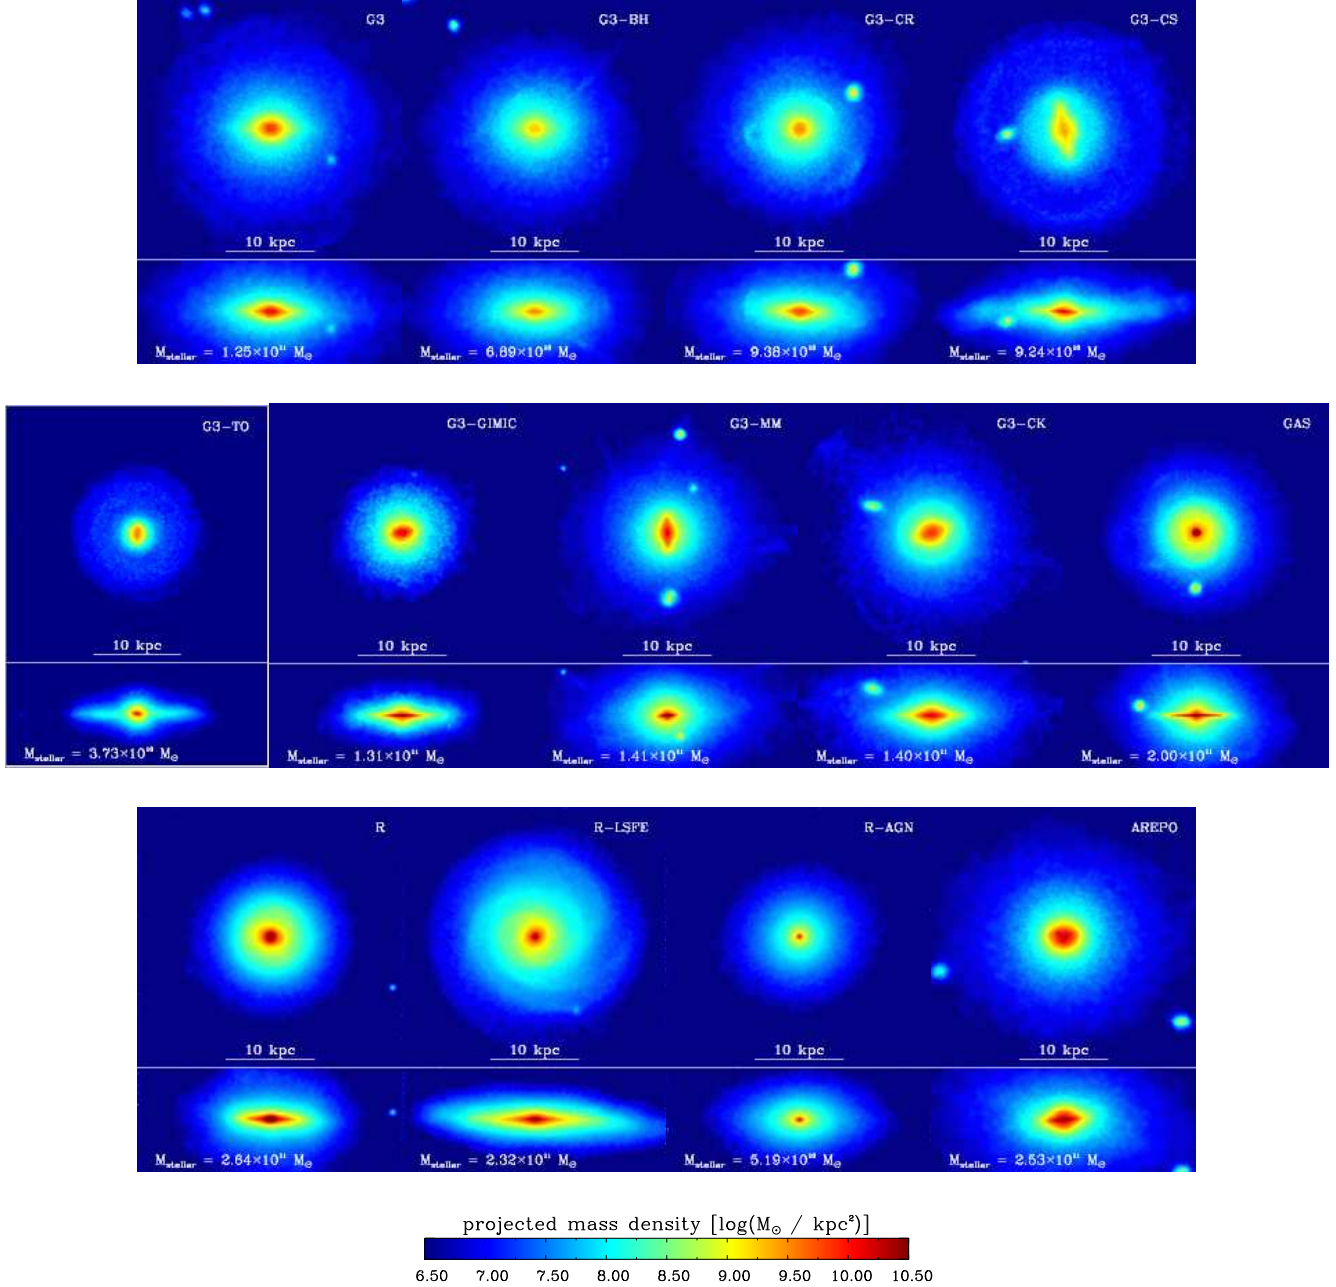 G3 G3-BH G3-CR G3-CS
10 kpc 10 kpc 10 kpc 10 kpc
M_stellar = 1.25×10¹¹ M☉ M_stellar = 6.89×10¹⁰ M☉ M_stellar = 9.38×10¹⁰ M☉ M_stellar = 9.24×10¹⁰ M☉
G3-TO G3-GIMIC G3-MM G3-CK GAS
10 kpc 10 kpc 10 kpc 10 kpc 10 kpc
M_stellar = 3.73×10¹⁰ M☉ M_stellar = 1.31×10¹¹ M☉ M_stellar = 1.41×10¹¹ M☉ M_stellar = 1.40×10¹¹ M☉ M_stellar = 2.00×10¹¹ M☉
R R-LSFE R-AGN AREPO
10 kpc 10 kpc 10 kpc 10 kpc
M_stellar = 2.64×10¹¹ M☉ M_stellar = 2.32×10¹¹ M☉ M_stellar = 5.19×10¹⁰ M☉ M_stellar = 2.53×10¹¹ M☉
projected mass density [log(M☉ / kpc²)]
6.50 7.00 7.50 8.00 8.50 9.00 9.50 10.00 10.50